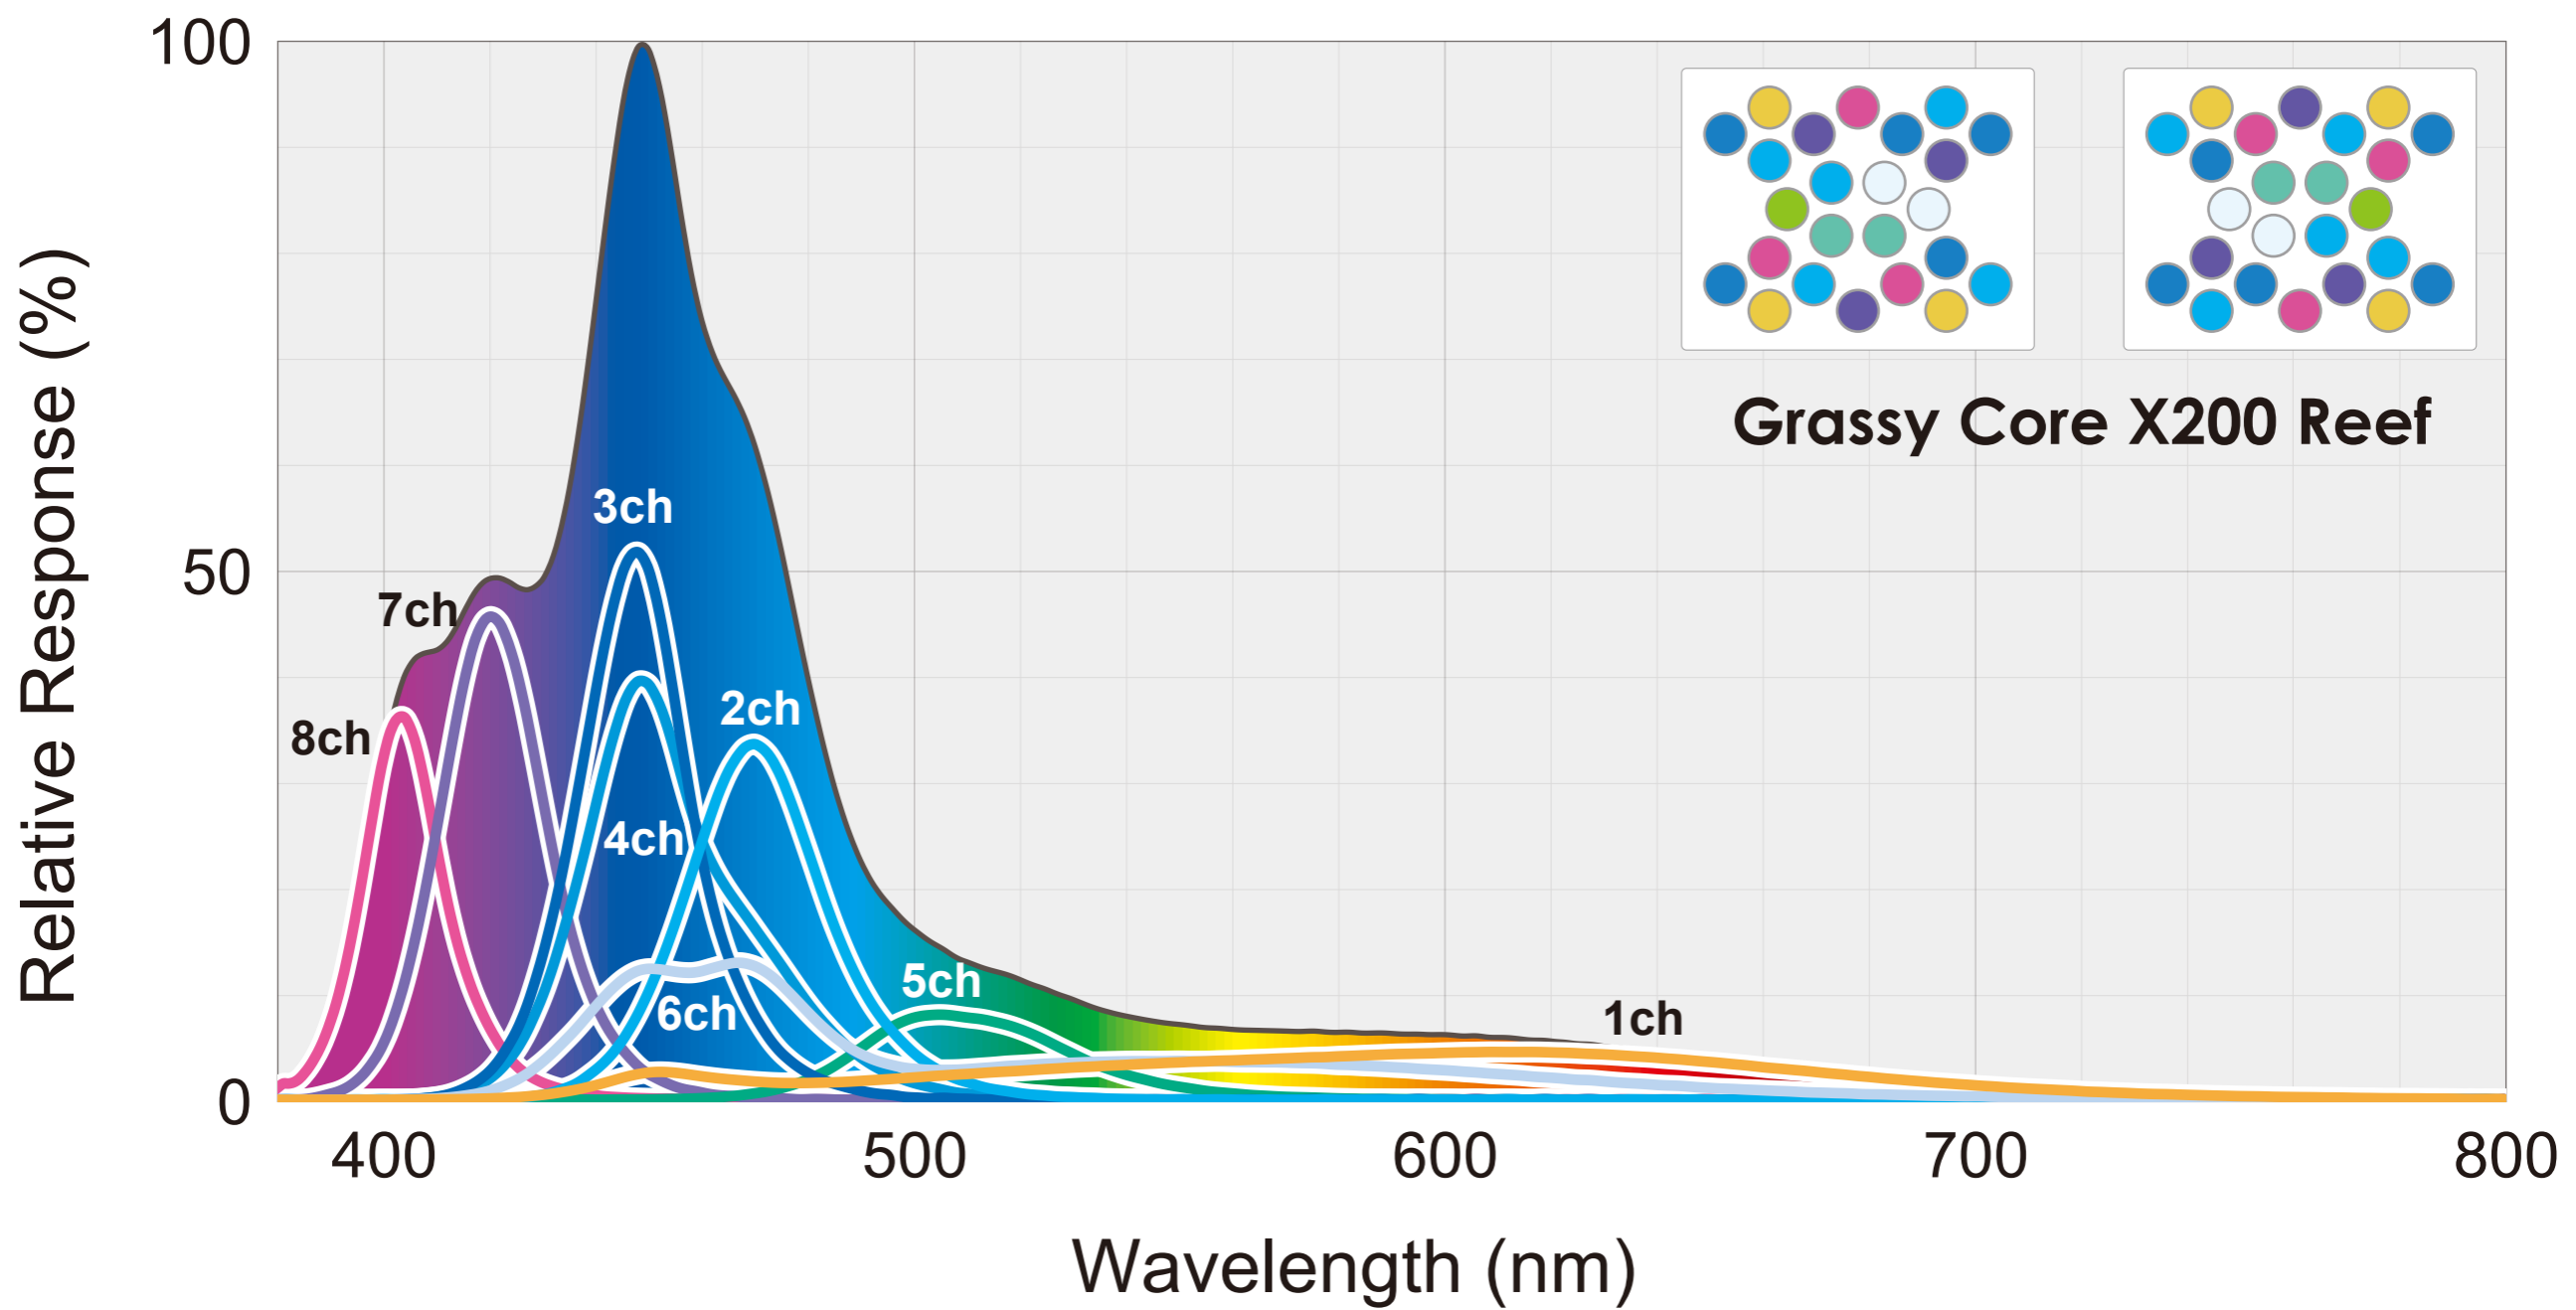 100
50
0
Relative Response (%)
400
500
600
700
800
Wavelength (nm)
8ch
7ch
3ch
4ch
2ch
6ch
5ch
1ch
Grassy Core X200 Reef